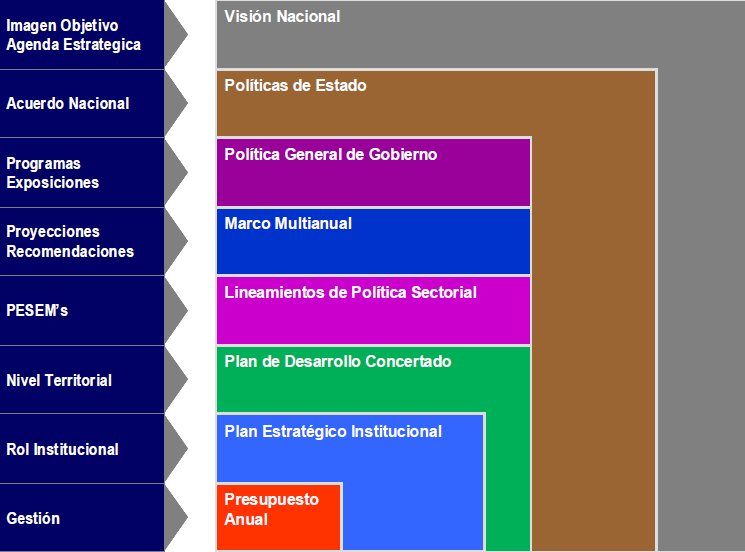 Imagen Objetivo
Agenda Estrategica
Visión Nacional
Acuerdo Nacional
Políticas de Estado
Programas
Exposiciones
Política General de Gobierno
Proyecciones
Recomendaciones
Marco Multianual
PESEM's
Lineamientos de Política Sectorial
Nivel Territorial
Plan de Desarrollo Concertado
Rol Institucional
Plan Estratégico Institucional
Gestión
Presupuesto
Anual